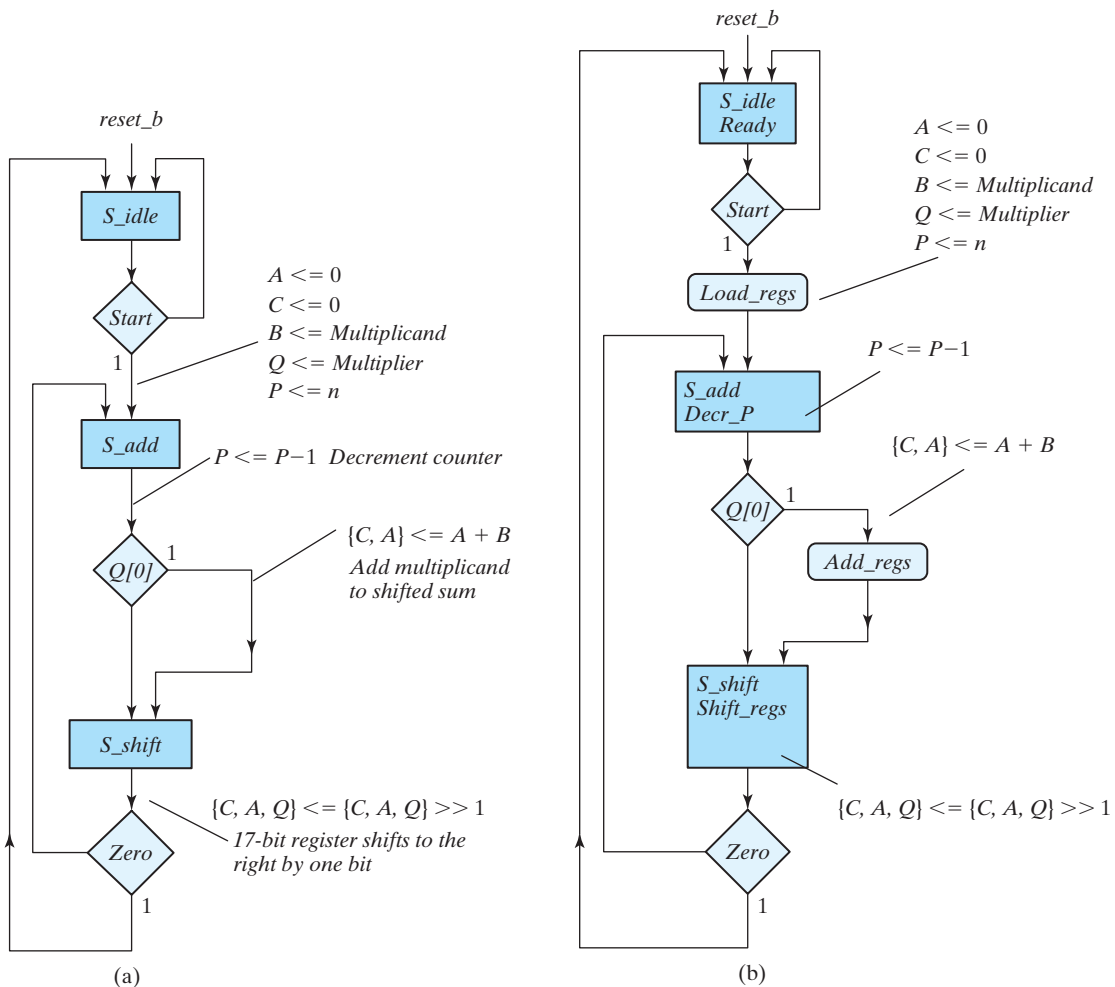 reset_b
S_idle
Start
1
A <= 0
C <= 0
B <= Multiplicand
Q <= Multiplier
P <= n
S_add
P <= P−1 Decrement counter
Q[0]
1
{C, A} <= A + B
Add multiplicand
to shifted sum
S_shift
{C, A, Q} <= {C, A, Q} >> 1
17-bit register shifts to the
right by one bit
Zero
1
(a)
reset_b
S_idle
Ready
Start
1
A <= 0
C <= 0
B <= Multiplicand
Q <= Multiplier
P <= n
Load_regs
P <= P−1
S_add
Decr_P
{C, A} <= A + B
Q[0]
1
Add_regs
S_shift
Shift_regs
{C, A, Q} <= {C, A, Q} >> 1
Zero
1
(b)